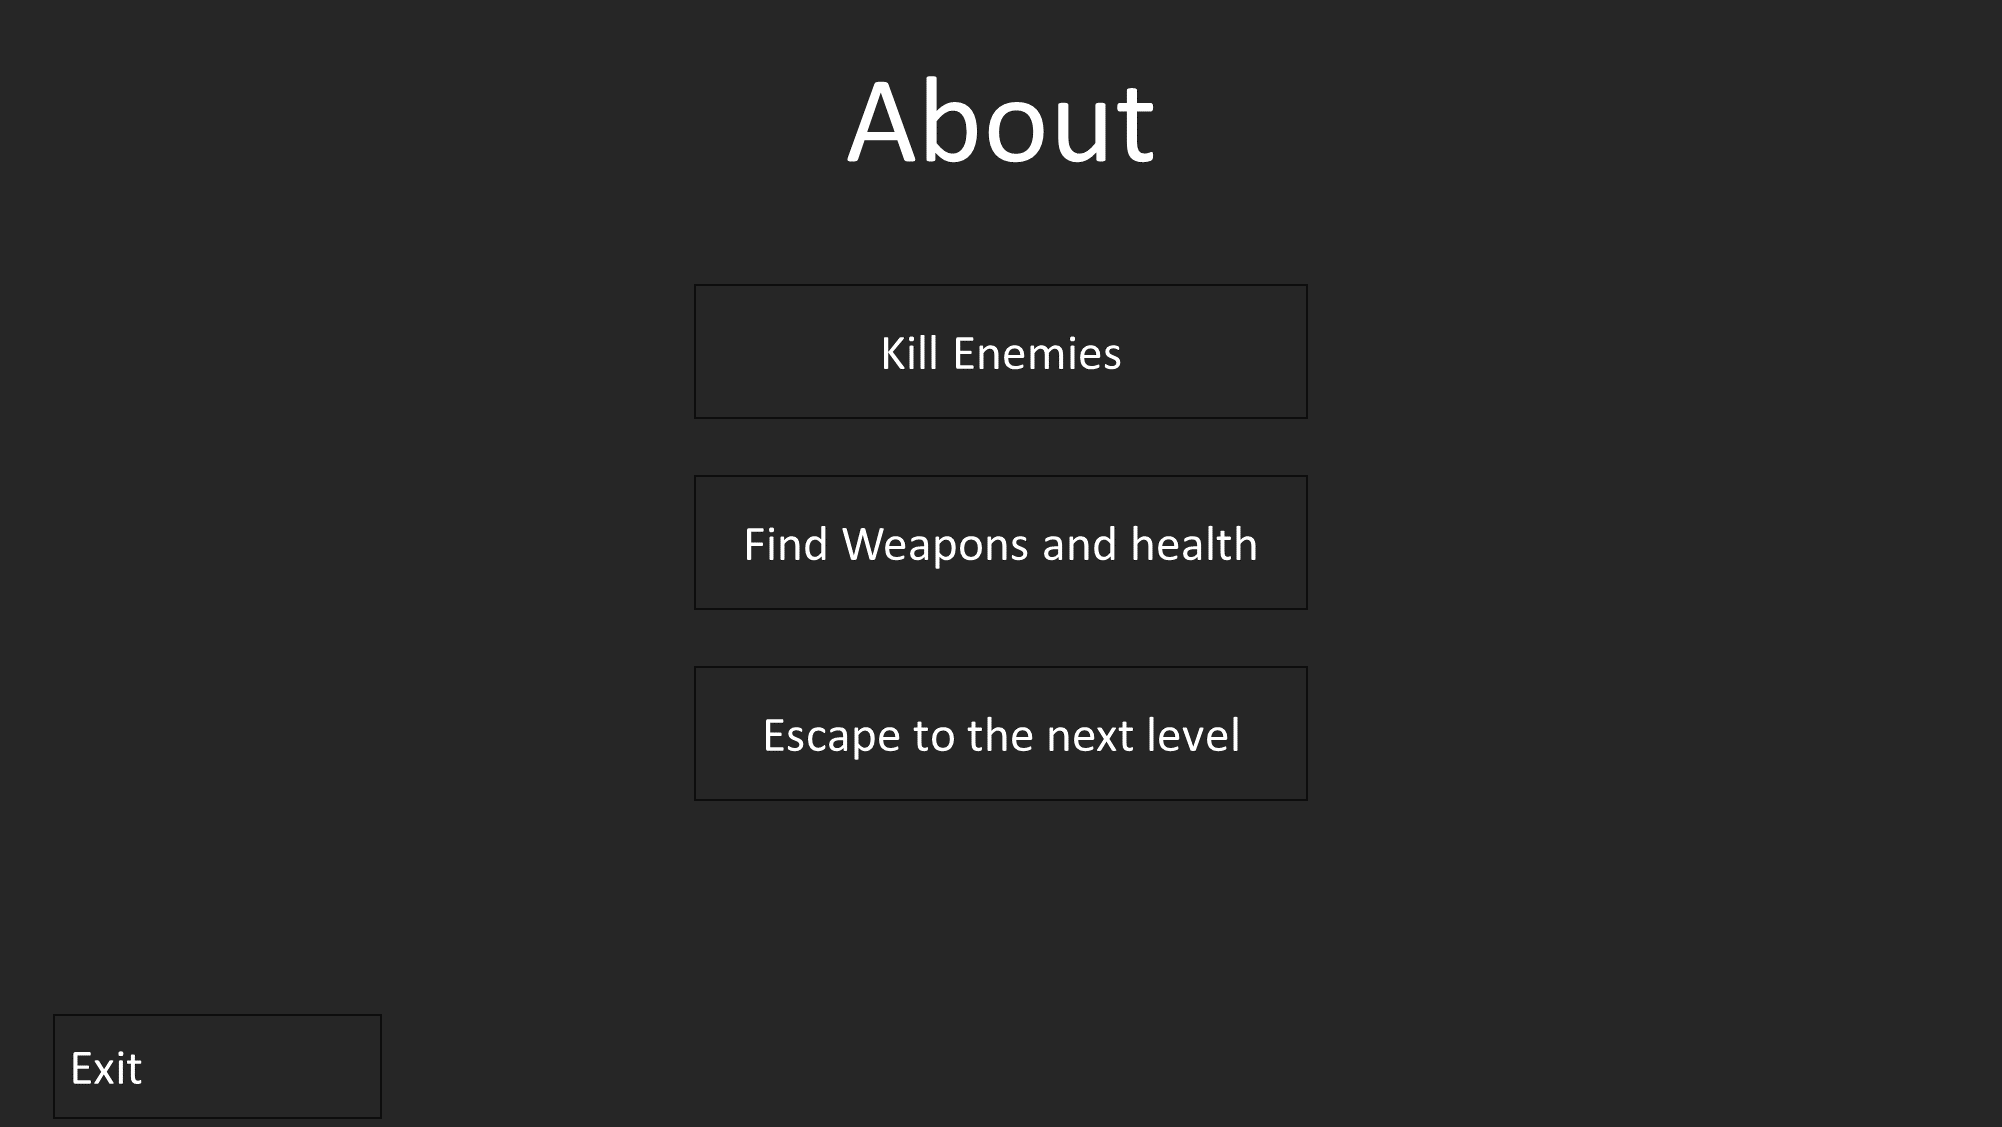 About
Kill Enemies
Find Weapons and health
Escape to the next level
Exit